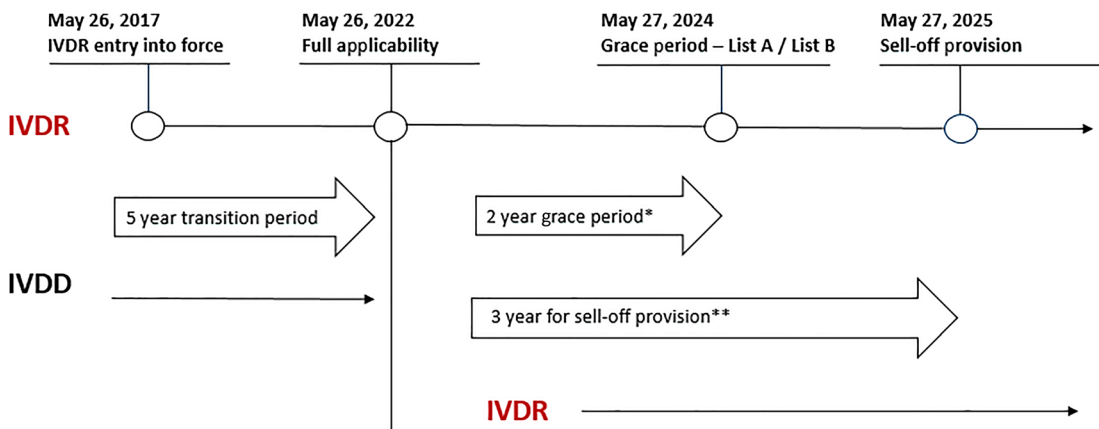 May 26, 2017
IVDR entry into force
May 26, 2022
Full applicability
May 27, 2024
Grace period – List A / List B
May 27, 2025
Sell-off provision
IVDR
5 year transition period
2 year grace period*
IVDD
3 year for sell-off provision**
IVDR